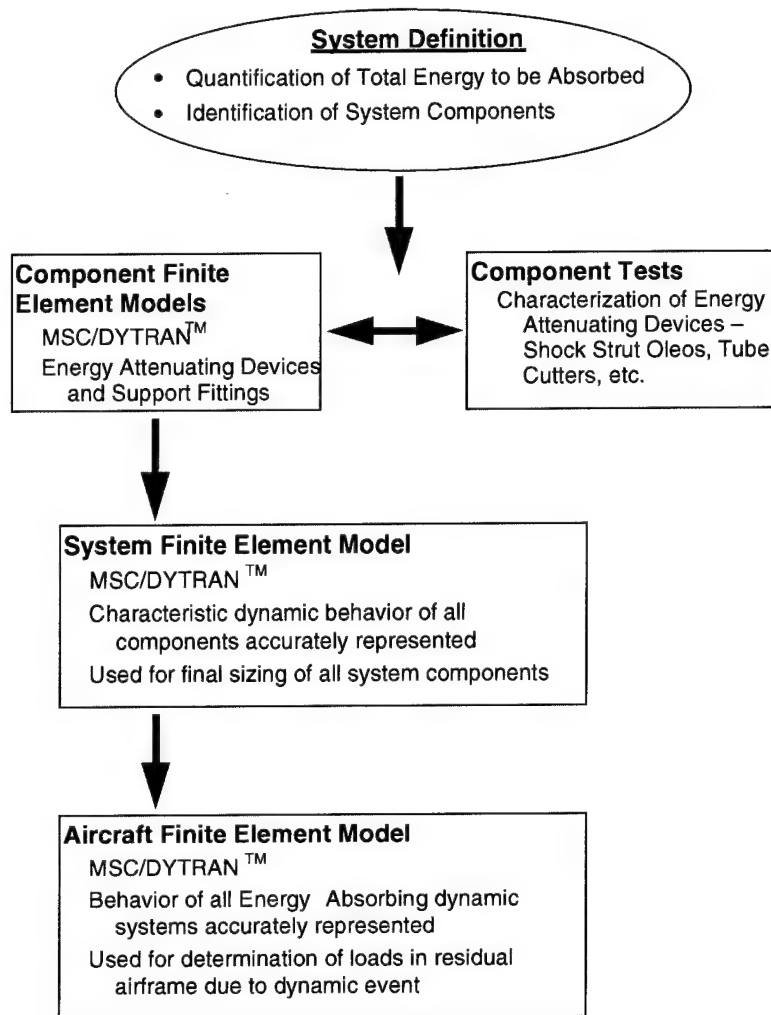 System Definition
• Quantification of Total Energy to be Absorbed
• Identification of System Components
Component Finite
Element Models
MSC/DYTRAN™
Energy Attenuating Devices
and Support Fittings
Component Tests
Characterization of Energy
Attenuating Devices –
Shock Strut Oleos, Tube
Cutters, etc.
System Finite Element Model
MSC/DYTRAN ™
Characteristic dynamic behavior of all
components accurately represented
Used for final sizing of all system components
Aircraft Finite Element Model
MSC/DYTRAN ™
Behavior of all Energy Absorbing dynamic
systems accurately represented
Used for determination of loads in residual
airframe due to dynamic event